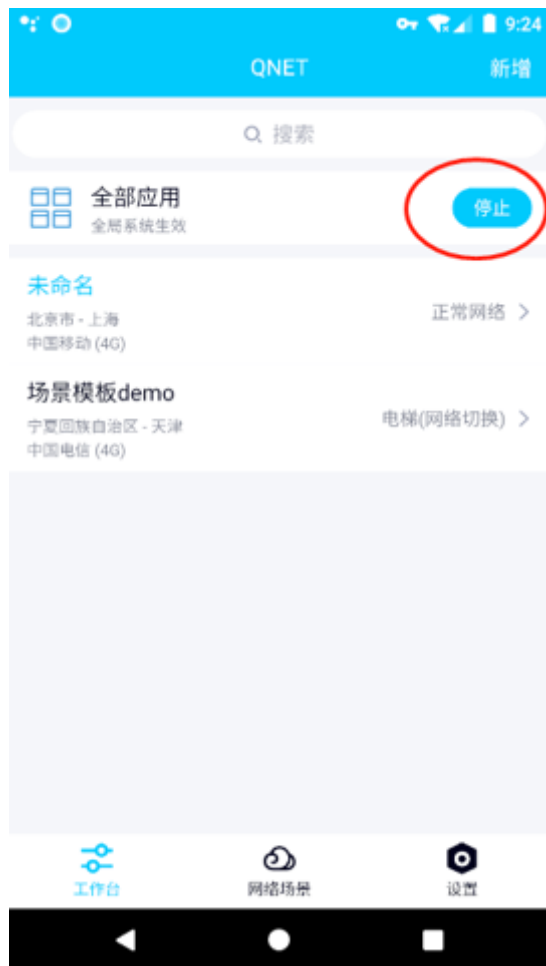 9:24
QNET
新增
搜索
全部应用
全局系统生效
停止
未命名
北京市 - 上海
中国移动 (4G)
正常网络
场景模板demo
宁夏回族自治区 - 天津
中国电信 (4G)
电梯(网络切换)
工作台
网络场景
设置